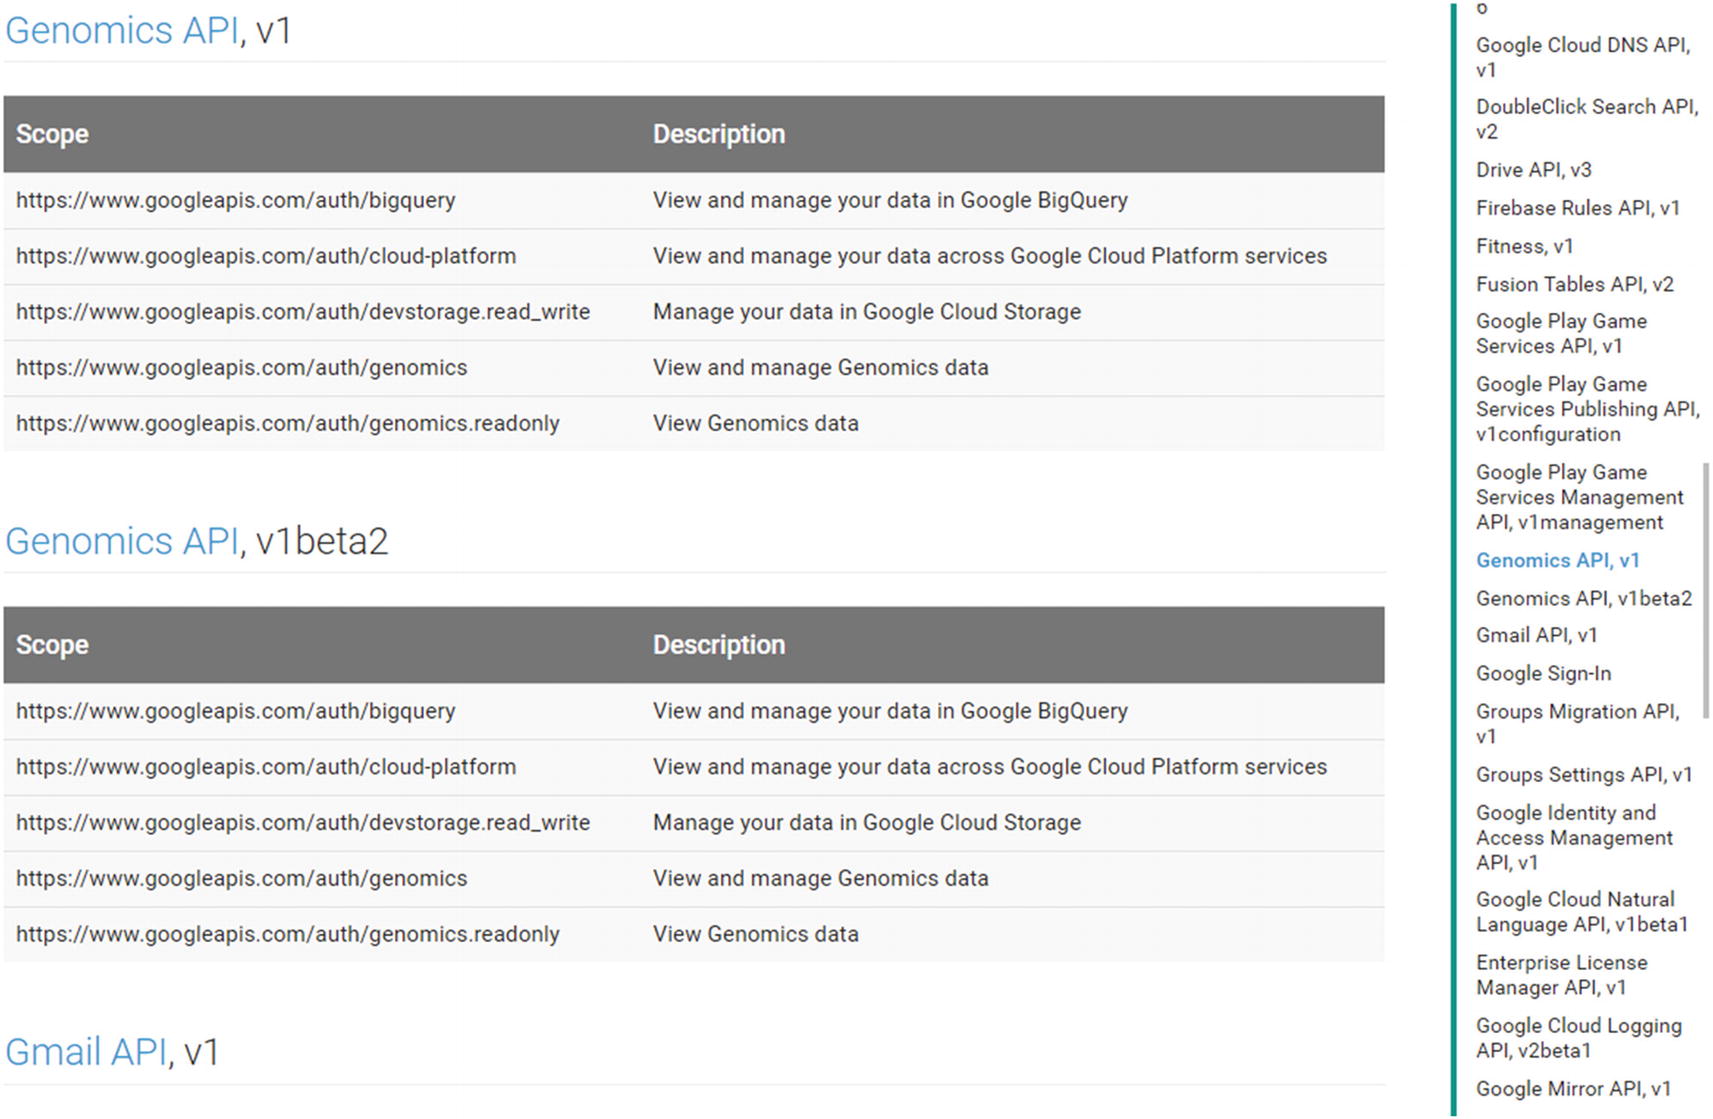 Genomics API, v1
Scope Description
https://www.googleapis.com/auth/bigquery View and manage your data in Google BigQuery
https://www.googleapis.com/auth/cloud-platform View and manage your data across Google Cloud Platform services
https://www.googleapis.com/auth/devstorage.read_write Manage your data in Google Cloud Storage
https://www.googleapis.com/auth/genomics View and manage Genomics data
https://www.googleapis.com/auth/genomics.readonly View Genomics data
Genomics API, v1beta2
Scope Description
https://www.googleapis.com/auth/bigquery View and manage your data in Google BigQuery
https://www.googleapis.com/auth/cloud-platform View and manage your data across Google Cloud Platform services
https://www.googleapis.com/auth/devstorage.read_write Manage your data in Google Cloud Storage
https://www.googleapis.com/auth/genomics View and manage Genomics data
https://www.googleapis.com/auth/genomics.readonly View Genomics data
Gmail API, v1
6
Google Cloud DNS API,
v1
DoubleClick Search API,
v2
Drive API, v3
Firebase Rules API, v1
Fitness, v1
Fusion Tables API, v2
Google Play Game
Services API, v1
Google Play Game
Services Publishing API,
v1configuration
Google Play Game
Services Management
API, v1management
Genomics API, v1
Genomics API, v1beta2
Gmail API, v1
Google Sign-In
Groups Migration API,
v1
Groups Settings API, v1
Google Identity and
Access Management
API, v1
Google Cloud Natural
Language API, v1beta1
Enterprise License
Manager API, v1
Google Cloud Logging
API, v2beta1
Google Mirror API, v1